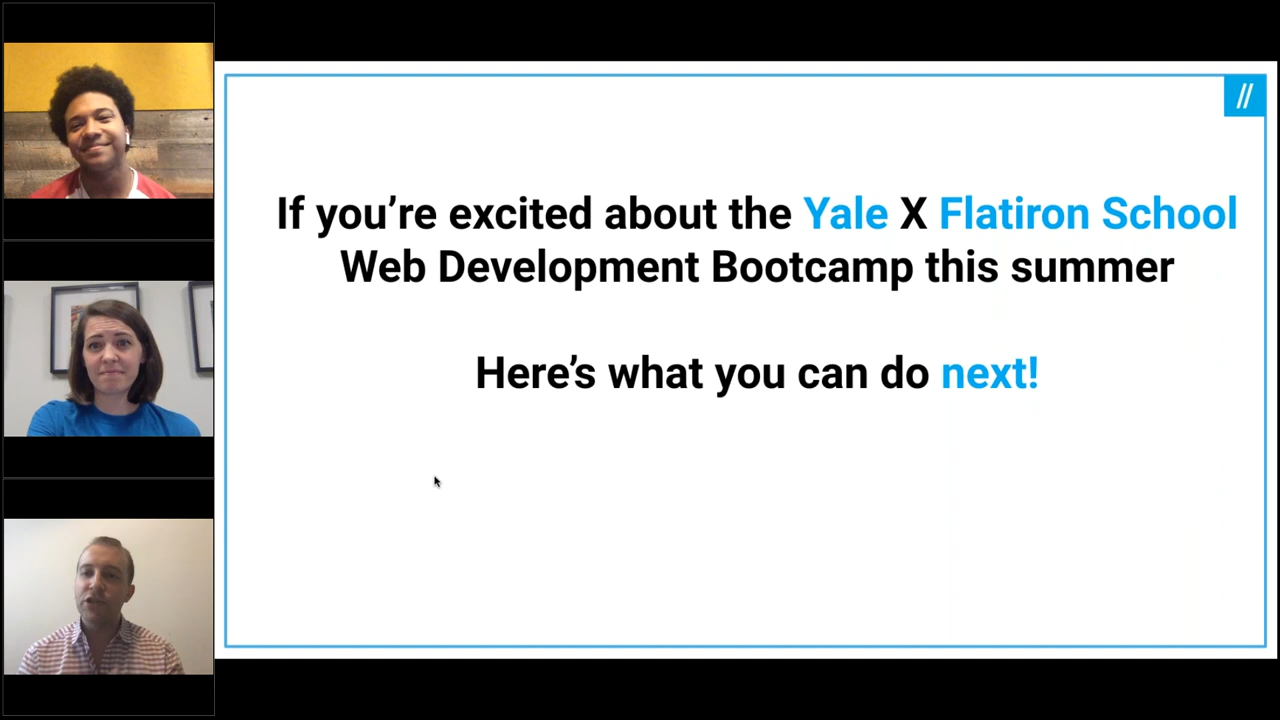 //
If you’re excited about the Yale X Flatiron School
Web Development Bootcamp this summer
Here’s what you can do next!